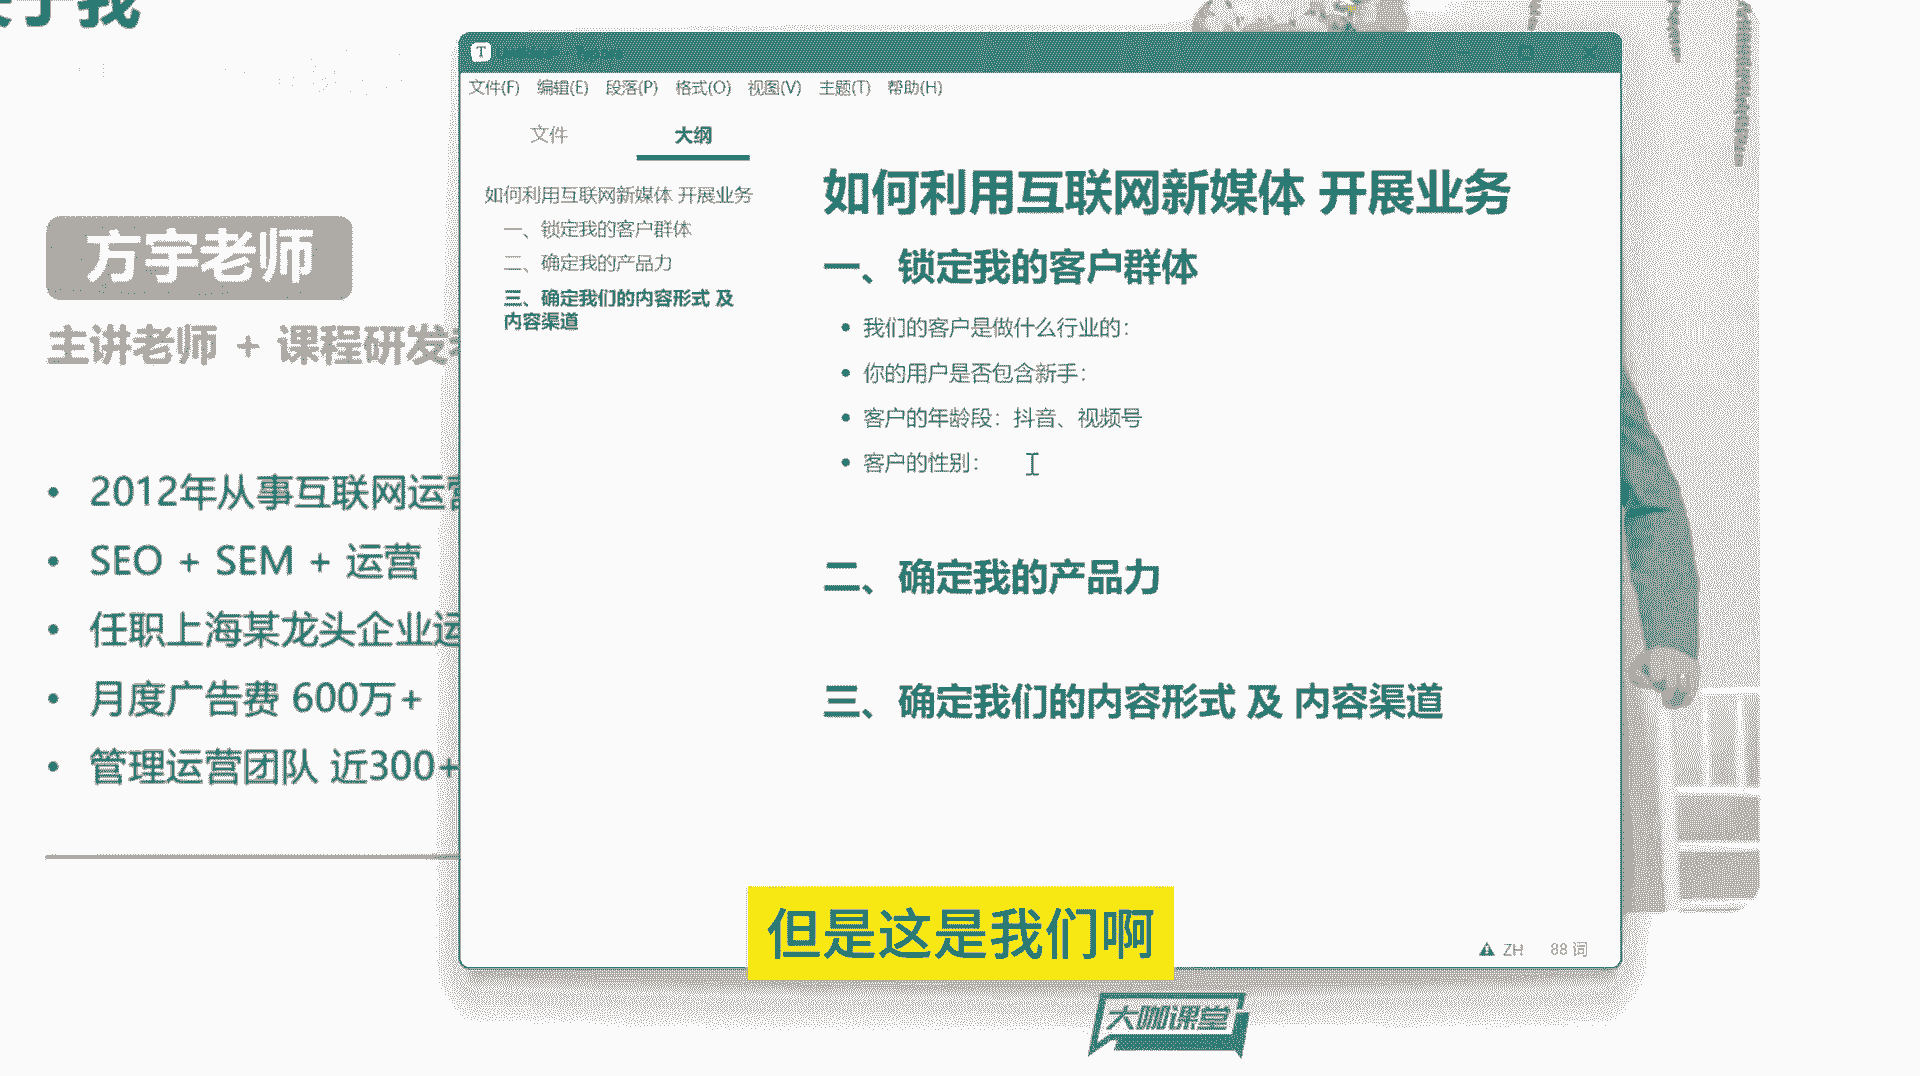 于我
方宇老师
主讲老师 + 课程研发
• 2012年从事互联网运营
• SEO + SEM + 运营
• 任职上海某龙头企业运
• 月度广告费 600万+
• 管理运营团队 近300+
T
文件(F) 编辑(E) 段落(P) 格式(O) 视图(V) 主题(T) 帮助(H)
文件 大纲
如何利用互联网新媒体 开展业务
一、锁定我的客户群体
二、确定我的产品力
三、确定我们的内容形式 及
内容渠道
如何利用互联网新媒体 开展业务
一、锁定我的客户群体
• 我们的客户是做什么行业的：
• 你的用户是否包含新手：
• 客户的年龄段：抖音、视频号
• 客户的性别：
二、确定我的产品力
三、确定我们的内容形式 及 内容渠道
ZH 88 词
但是这是我们啊
大咖课堂